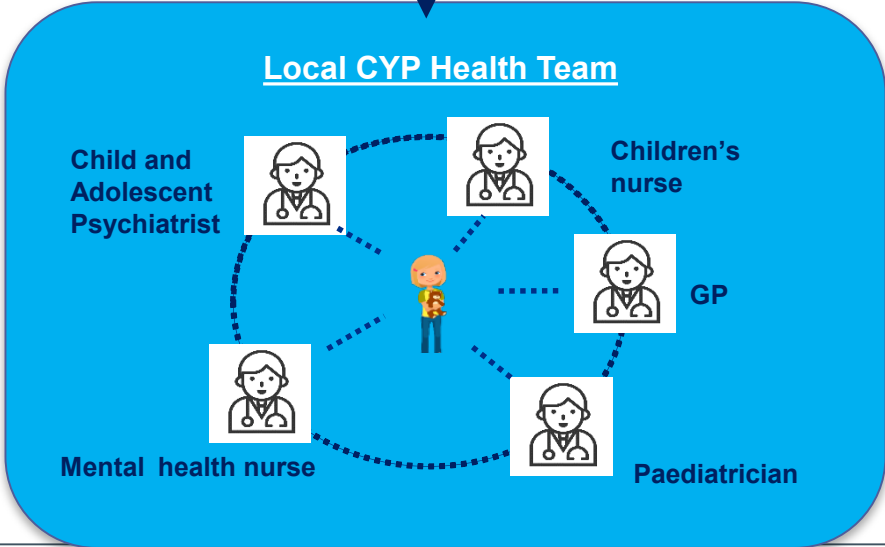 Local CYP Health Team
Child and
Adolescent
Psychiatrist
Children's
nurse
GP
Mental health nurse
Paediatrician